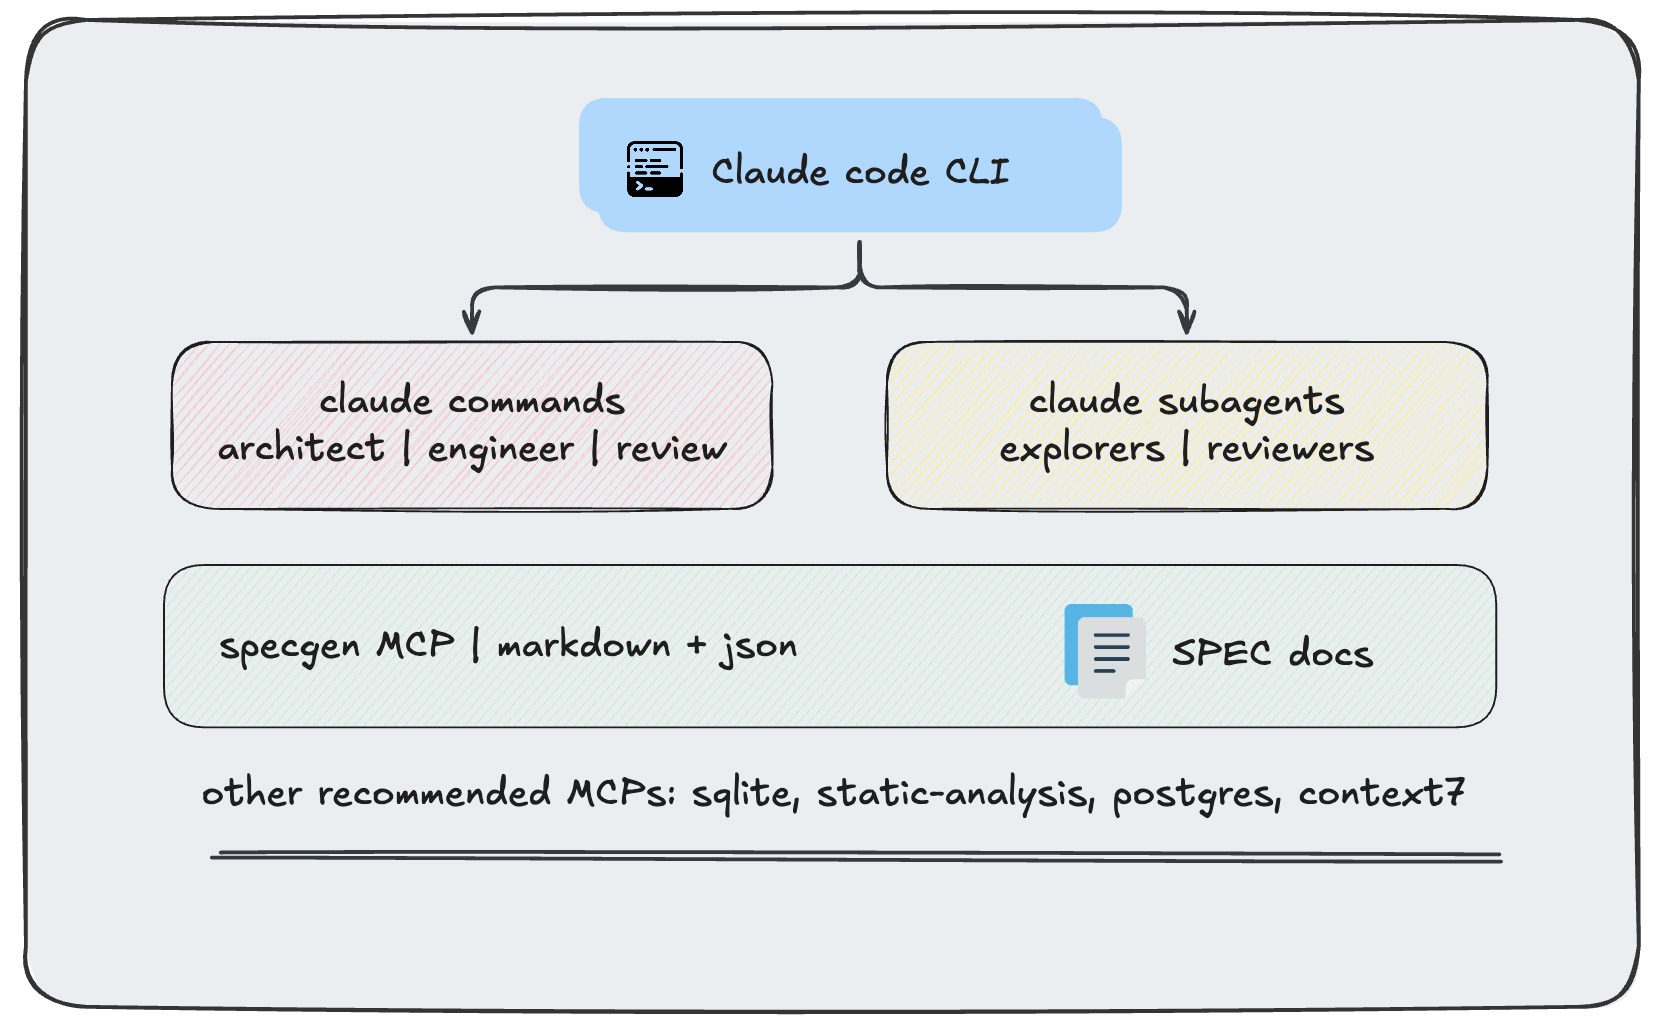 Claude code CLI
claude commands
architect | engineer | review
claude subagents
explorers | reviewers
specgen MCP | markdown + json
SPEC docs
other recommended MCPs: sqlite, static-analysis, postgres, context7